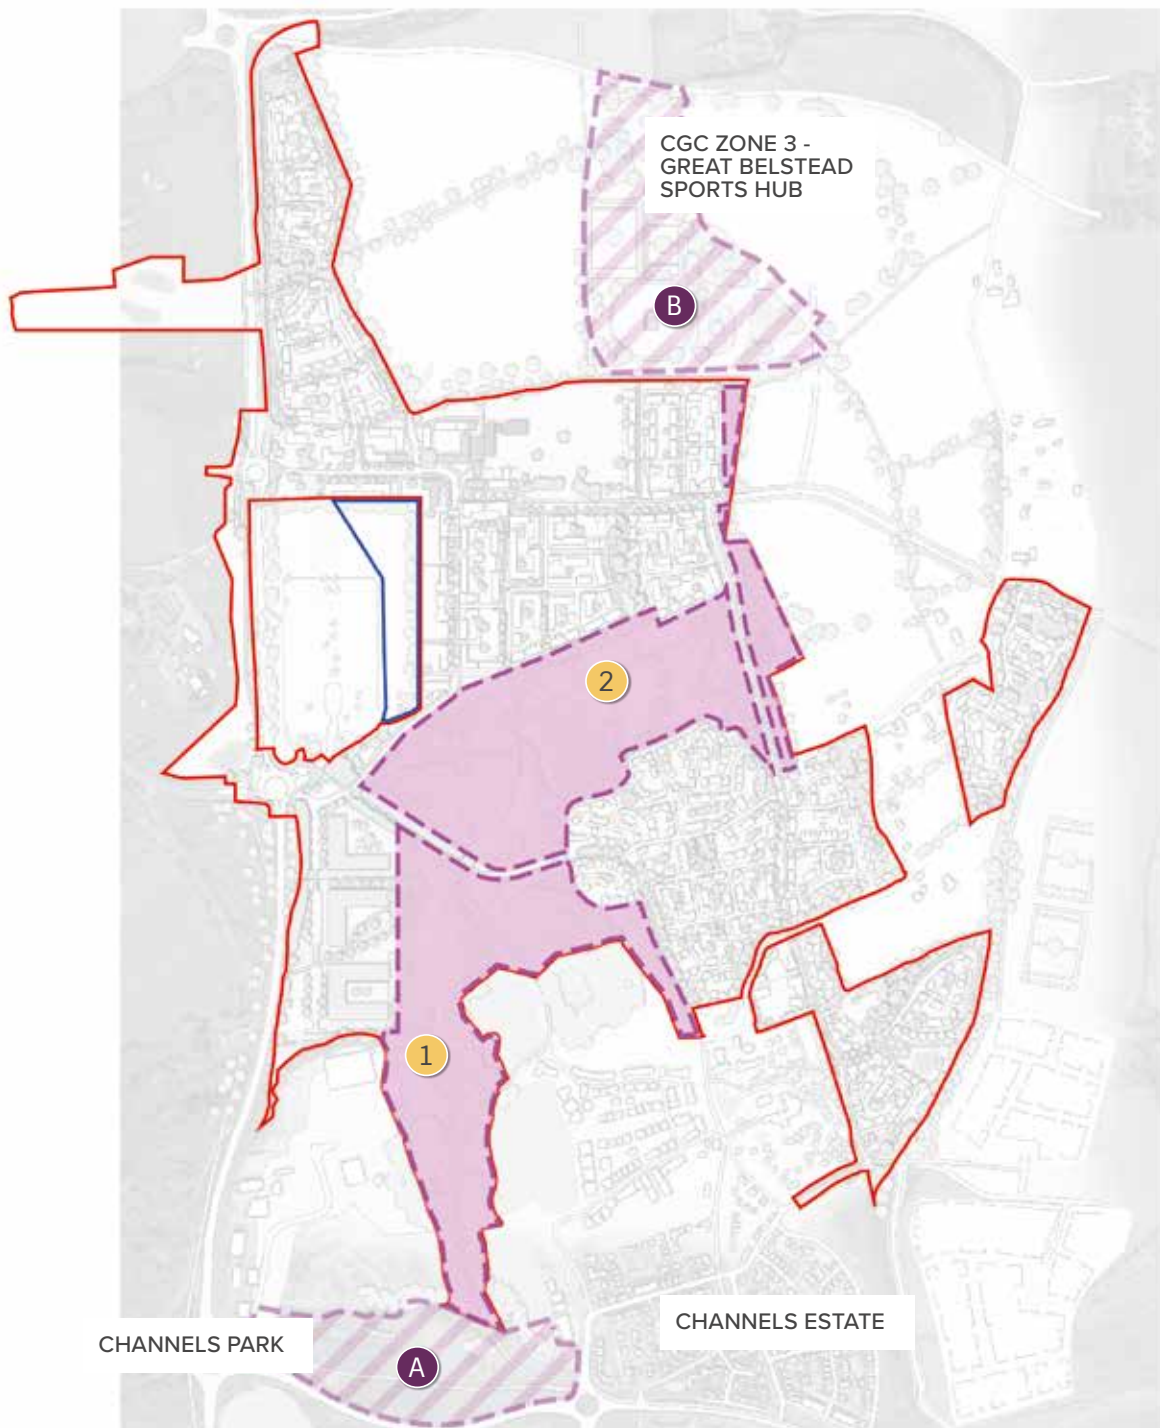 CGC ZONE 3 -
GREAT BELSTEAD
SPORTS HUB
B
2
1
CHANNELS ESTATE
CHANNELS PARK
A